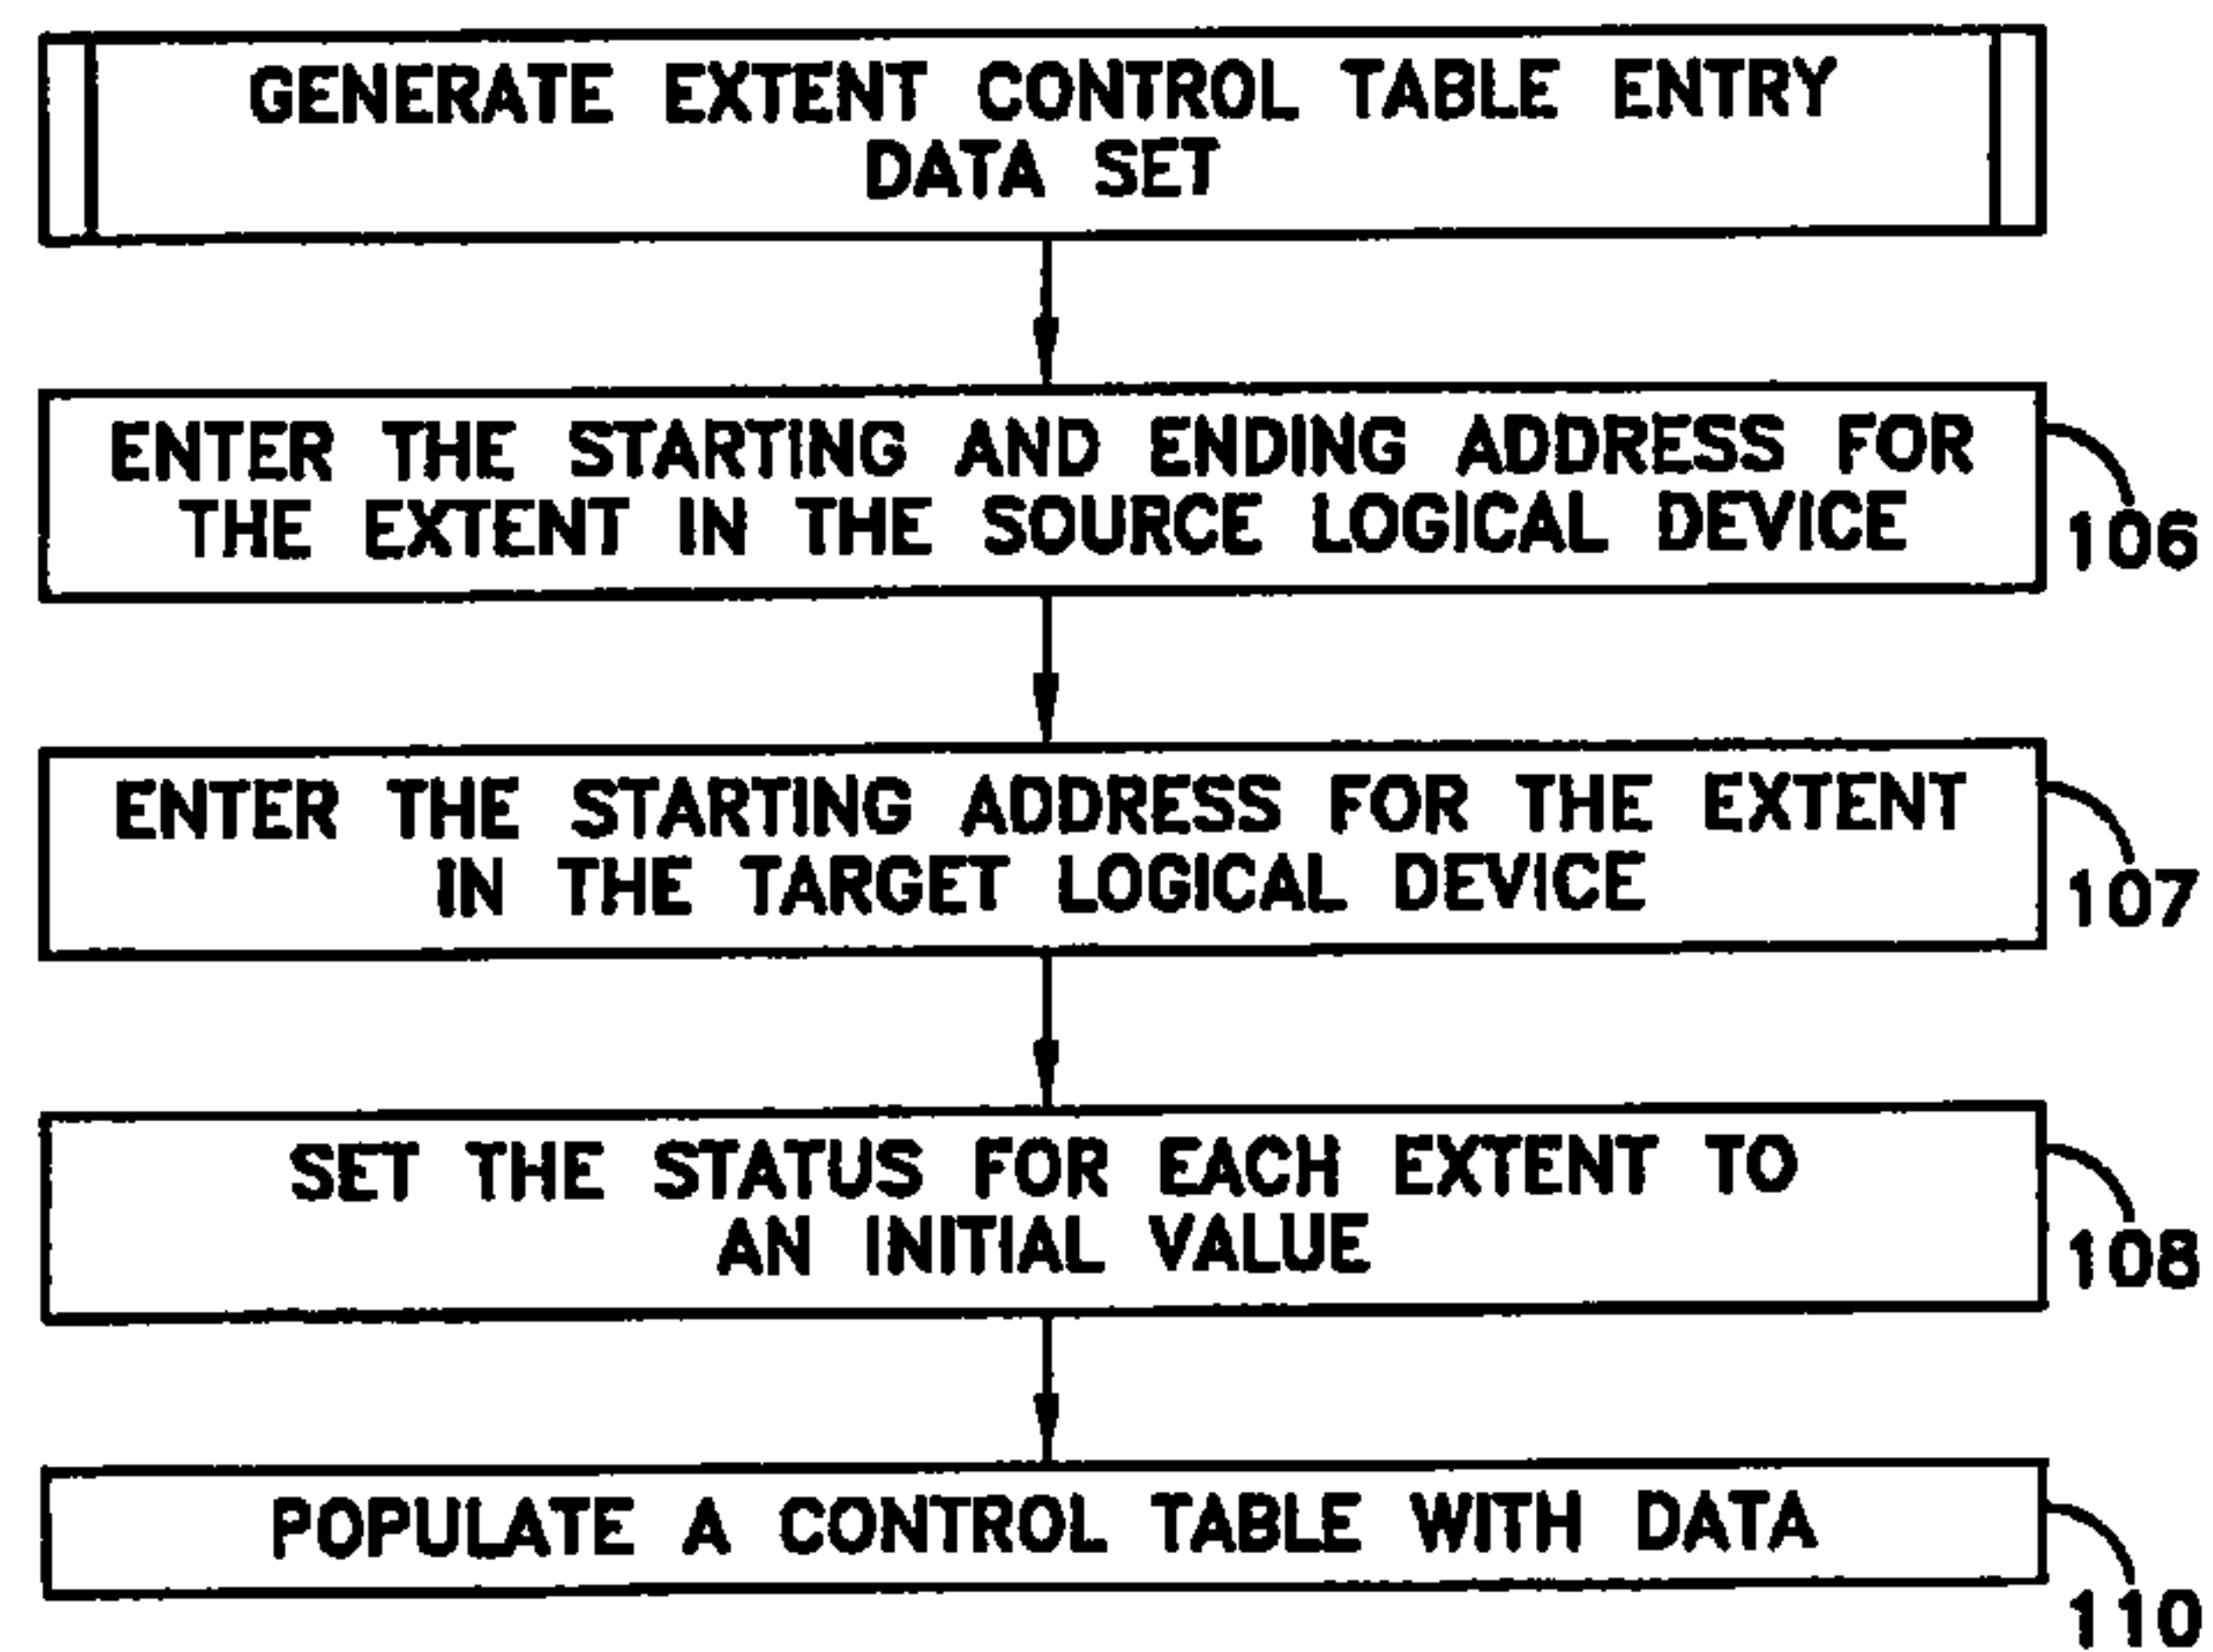 GENERATE EXTENT CONTROL TABLE ENTRY
DATA SET
ENTER THE STARTING AND ENDING ADDRESS FOR
THE EXTENT IN THE SOURCE LOGICAL DEVICE
106
ENTER THE STARTING ADDRESS FOR THE EXTENT
IN THE TARGET LOGICAL DEVICE
107
SET THE STATUS FOR EACH EXTENT TO
AN INITIAL VALUE
108
POPULATE A CONTROL TABLE WITH DATA
110